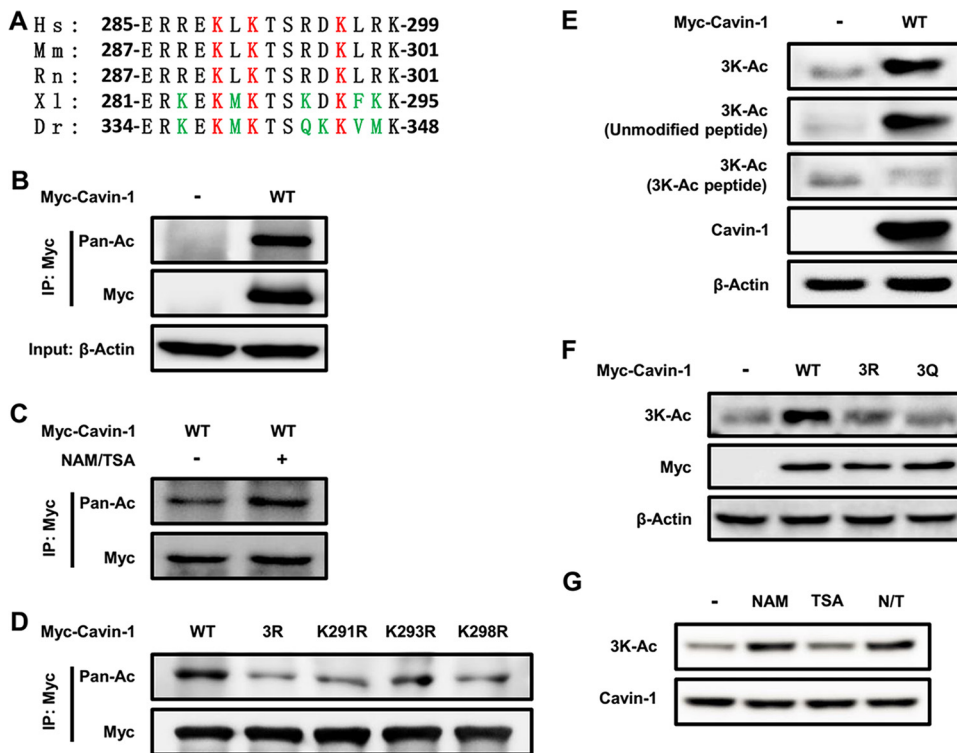 A
Hs: 285-ERREKLKTSRDKLRK-299
Mm: 287-ERREKLKTSRDKLRK-301
Rn: 287-ERREKLKTSRDKLRK-301
Xl: 281-ERKEKMKTSKDKFKK-295
Dr: 334-ERKEKMKTSQKKVMK-348
B
Myc-Cavin-1 - WT
IP: Myc
Pan-Ac
Myc
Input: β-Actin
C
Myc-Cavin-1 WT WT
NAM/TSA - +
IP: Myc
Pan-Ac
Myc
D
Myc-Cavin-1 WT 3R K291R K293R K298R
IP: Myc
Pan-Ac
Myc
E
Myc-Cavin-1 - WT
3K-Ac
3K-Ac
(Unmodified peptide)
3K-Ac
(3K-Ac peptide)
Cavin-1
β-Actin
F
Myc-Cavin-1 - WT 3R 3Q
3K-Ac
Myc
β-Actin
G
- NAM TSA N/T
3K-Ac
Cavin-1